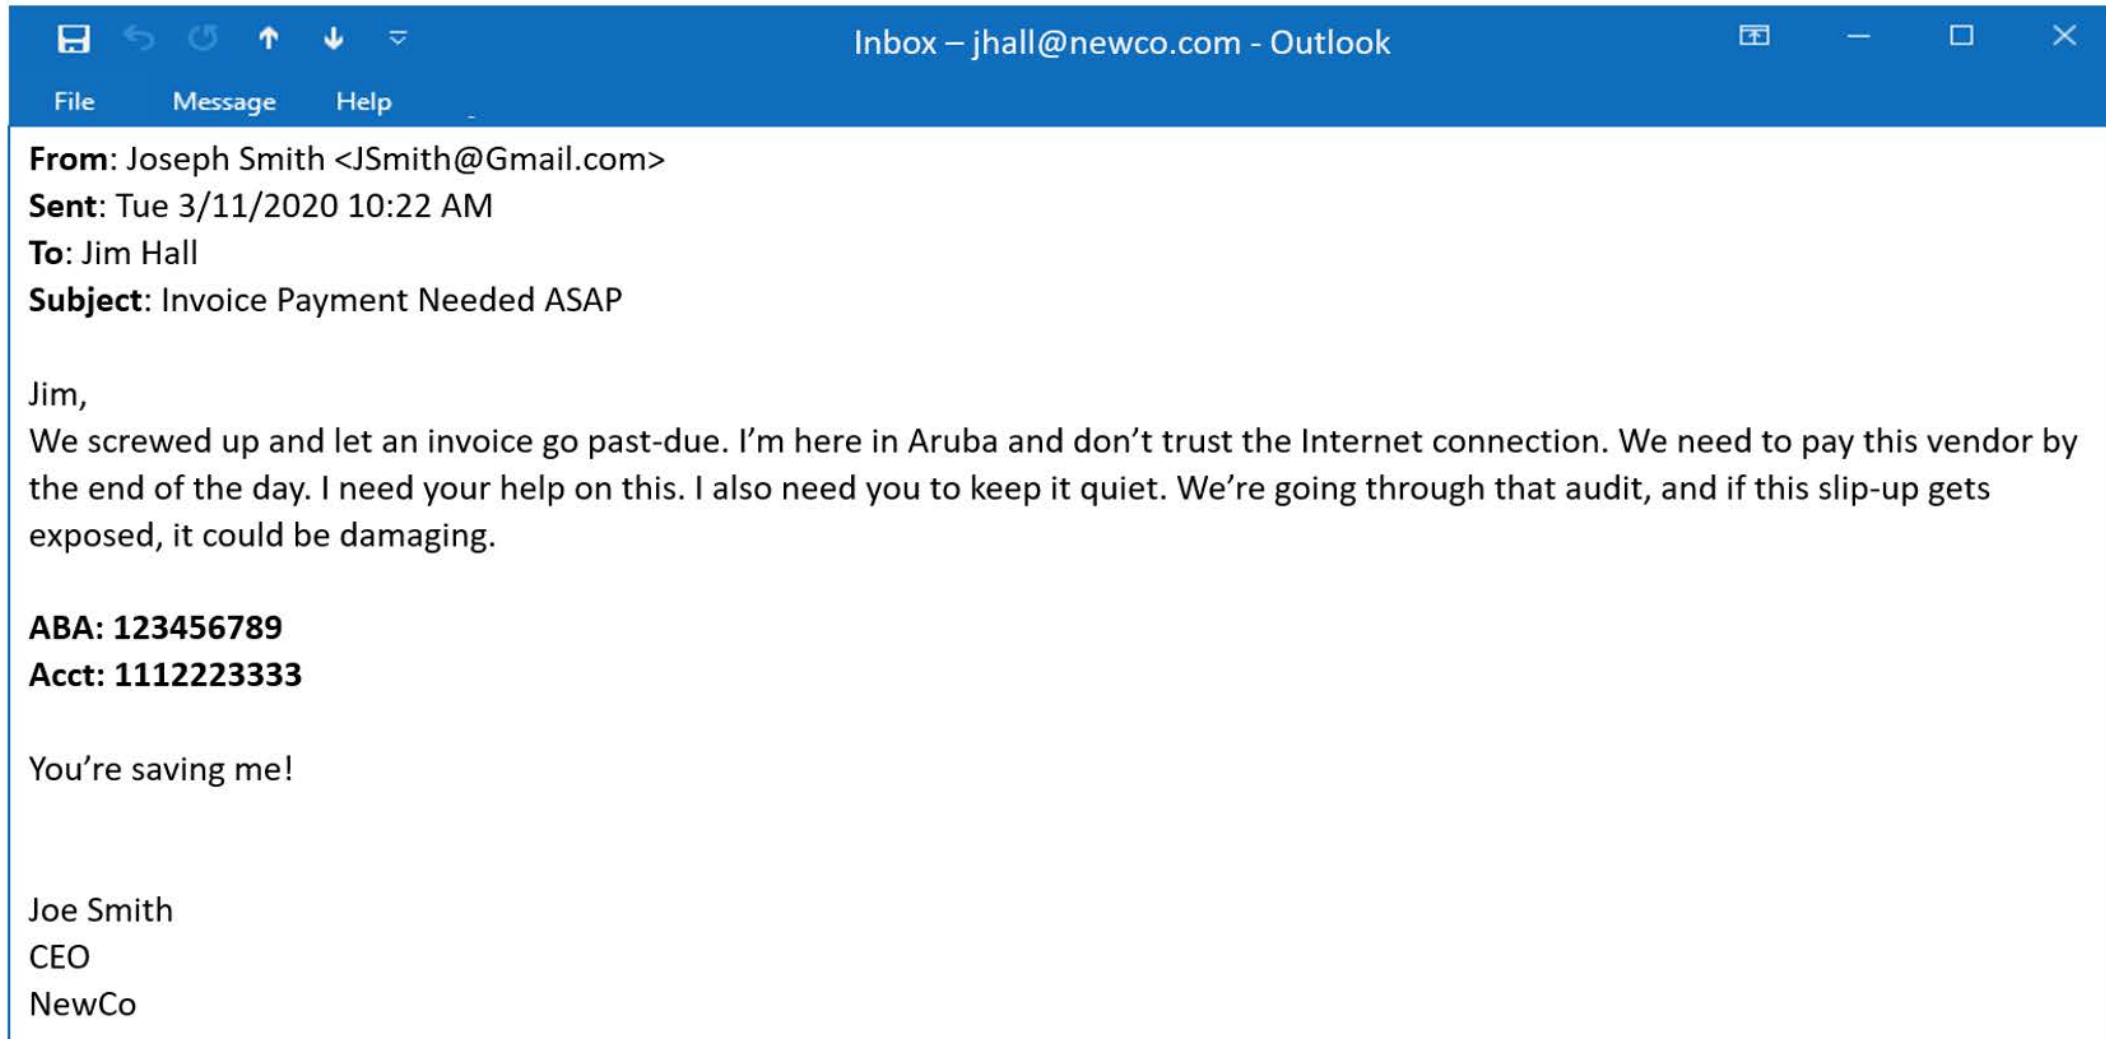 Inbox – jhall@newco.com - Outlook
File Message Help
From: Joseph Smith <JSmith@Gmail.com>
Sent: Tue 3/11/2020 10:22 AM
To: Jim Hall
Subject: Invoice Payment Needed ASAP
Jim,
We screwed up and let an invoice go past-due. I’m here in Aruba and don’t trust the Internet connection. We need to pay this vendor by
the end of the day. I need your help on this. I also need you to keep it quiet. We’re going through that audit, and if this slip-up gets
exposed, it could be damaging.
ABA: 123456789
Acct: 1112223333
You’re saving me!
Joe Smith
CEO
NewCo